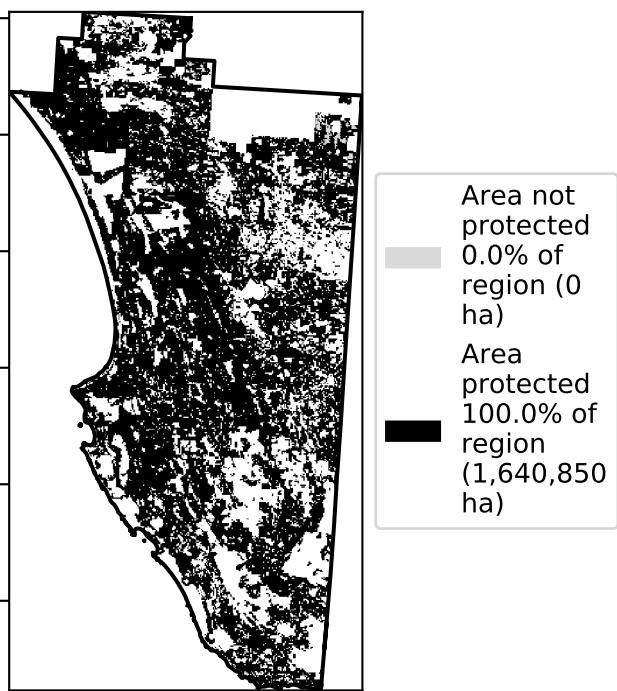 Area not
protected
0.0% of
region (0
ha)
Area
protected
100.0% of
region
(1,640,850
ha)